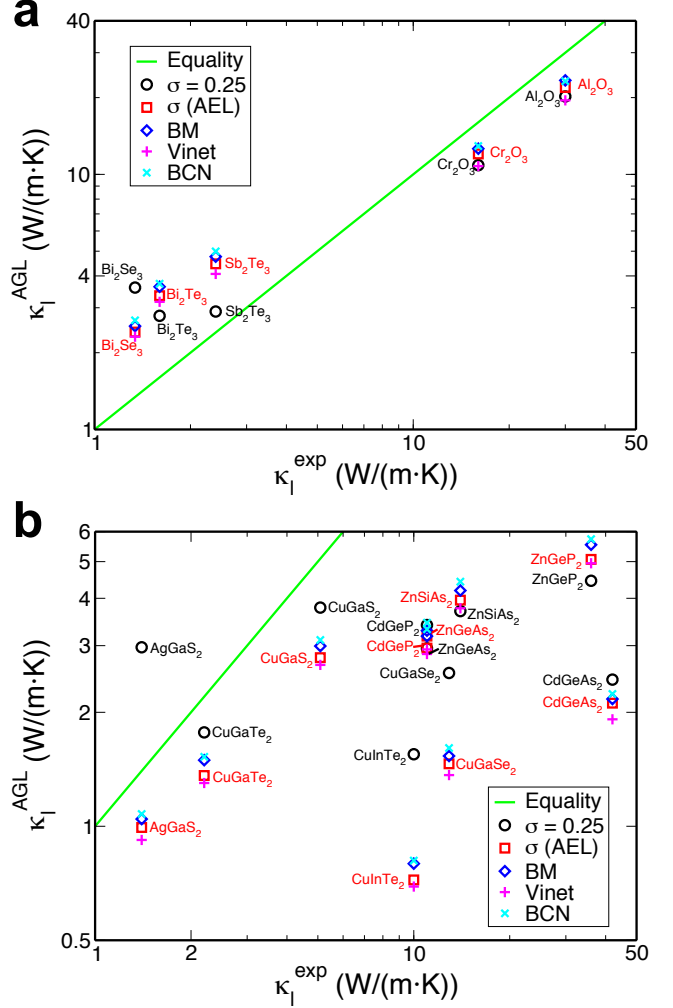 a
40
10
4
1
κ_l^AGL (W/(m·K))
Equality
σ = 0.25
σ (AEL)
BM
Vinet
BCN
Al₂O₃
Al₂O₃
Cr₂O₃
Cr₂O₃
Bi₂Se₃
Sb₂Te₃
Bi₂Te₃
Sb₂Te₃
Bi₂Te₃
Bi₂Se₃
1 10 50
κ_l^exp (W/(m·K))
b
6
5
4
3
2
1
0.5
κ_l^AGL (W/(m·K))
ZnGeP₂
ZnGeP₂
ZnSiAs₂
ZnSiAs₂
CuGaS₂
CdGeP₂
ZnGeAs₂
CdGeP₂
ZnGeAs₂
AgGaS₂
CuGaS₂
CuGaSe₂
CdGeAs₂
CdGeAs₂
CuGaTe₂
CuInTe₂
CuGaTe₂
CuGaSe₂
AgGaS₂
CuInTe₂
Equality
σ = 0.25
σ (AEL)
BM
Vinet
BCN
1 2 10 50
κ_l^exp (W/(m·K))